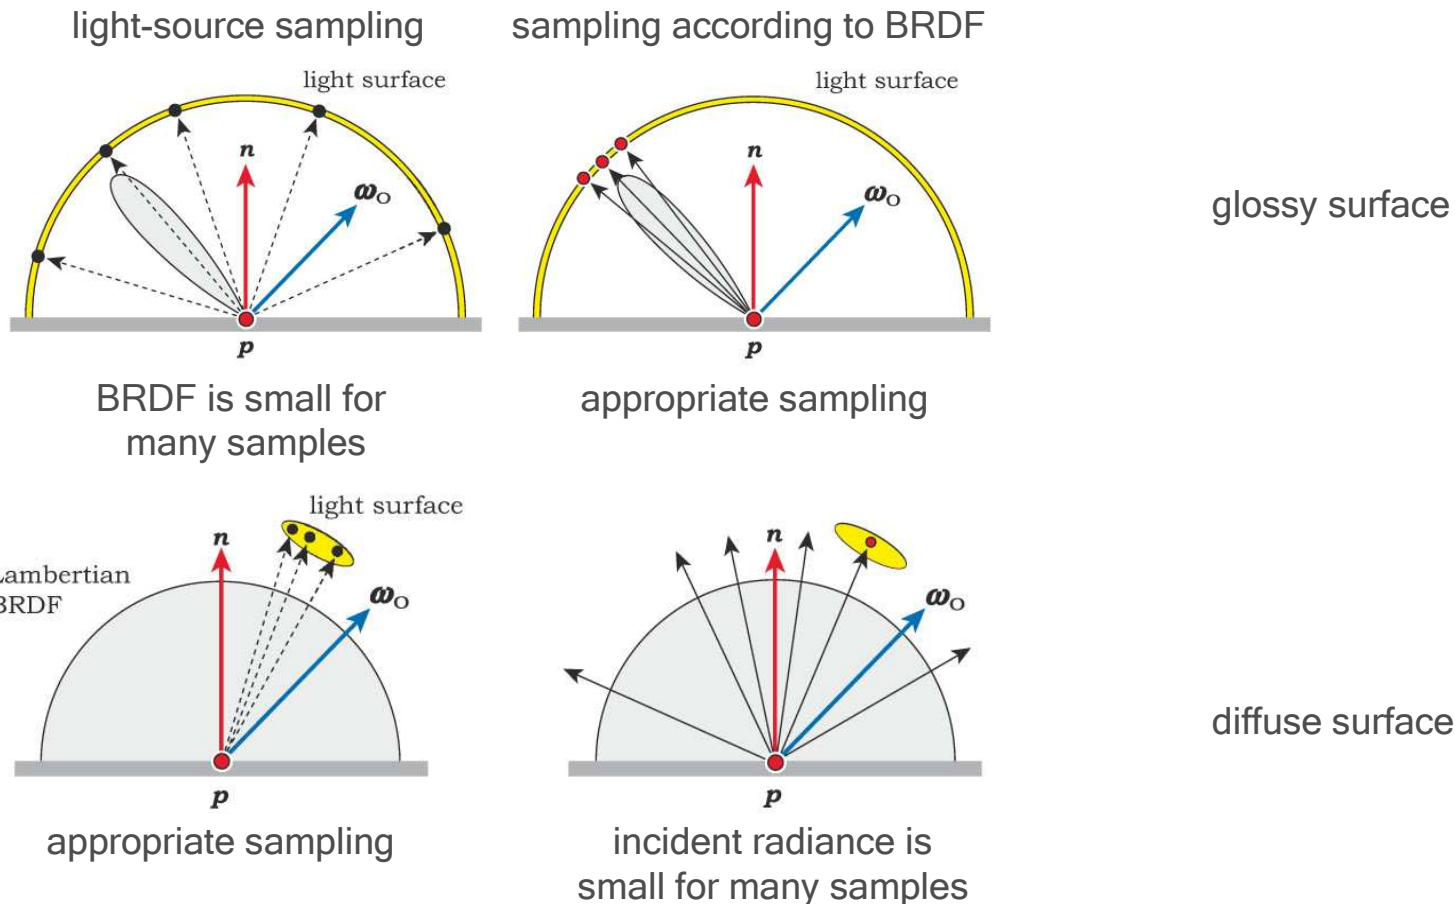 light-source sampling
sampling according to BRDF
light surface
n
ωo
p
light surface
n
ωo
p
glossy surface
BRDF is small for
many samples
appropriate sampling
light surface
n
Lambertian
BRDF
ωo
p
n
ωo
p
diffuse surface
appropriate sampling
incident radiance is
small for many samples